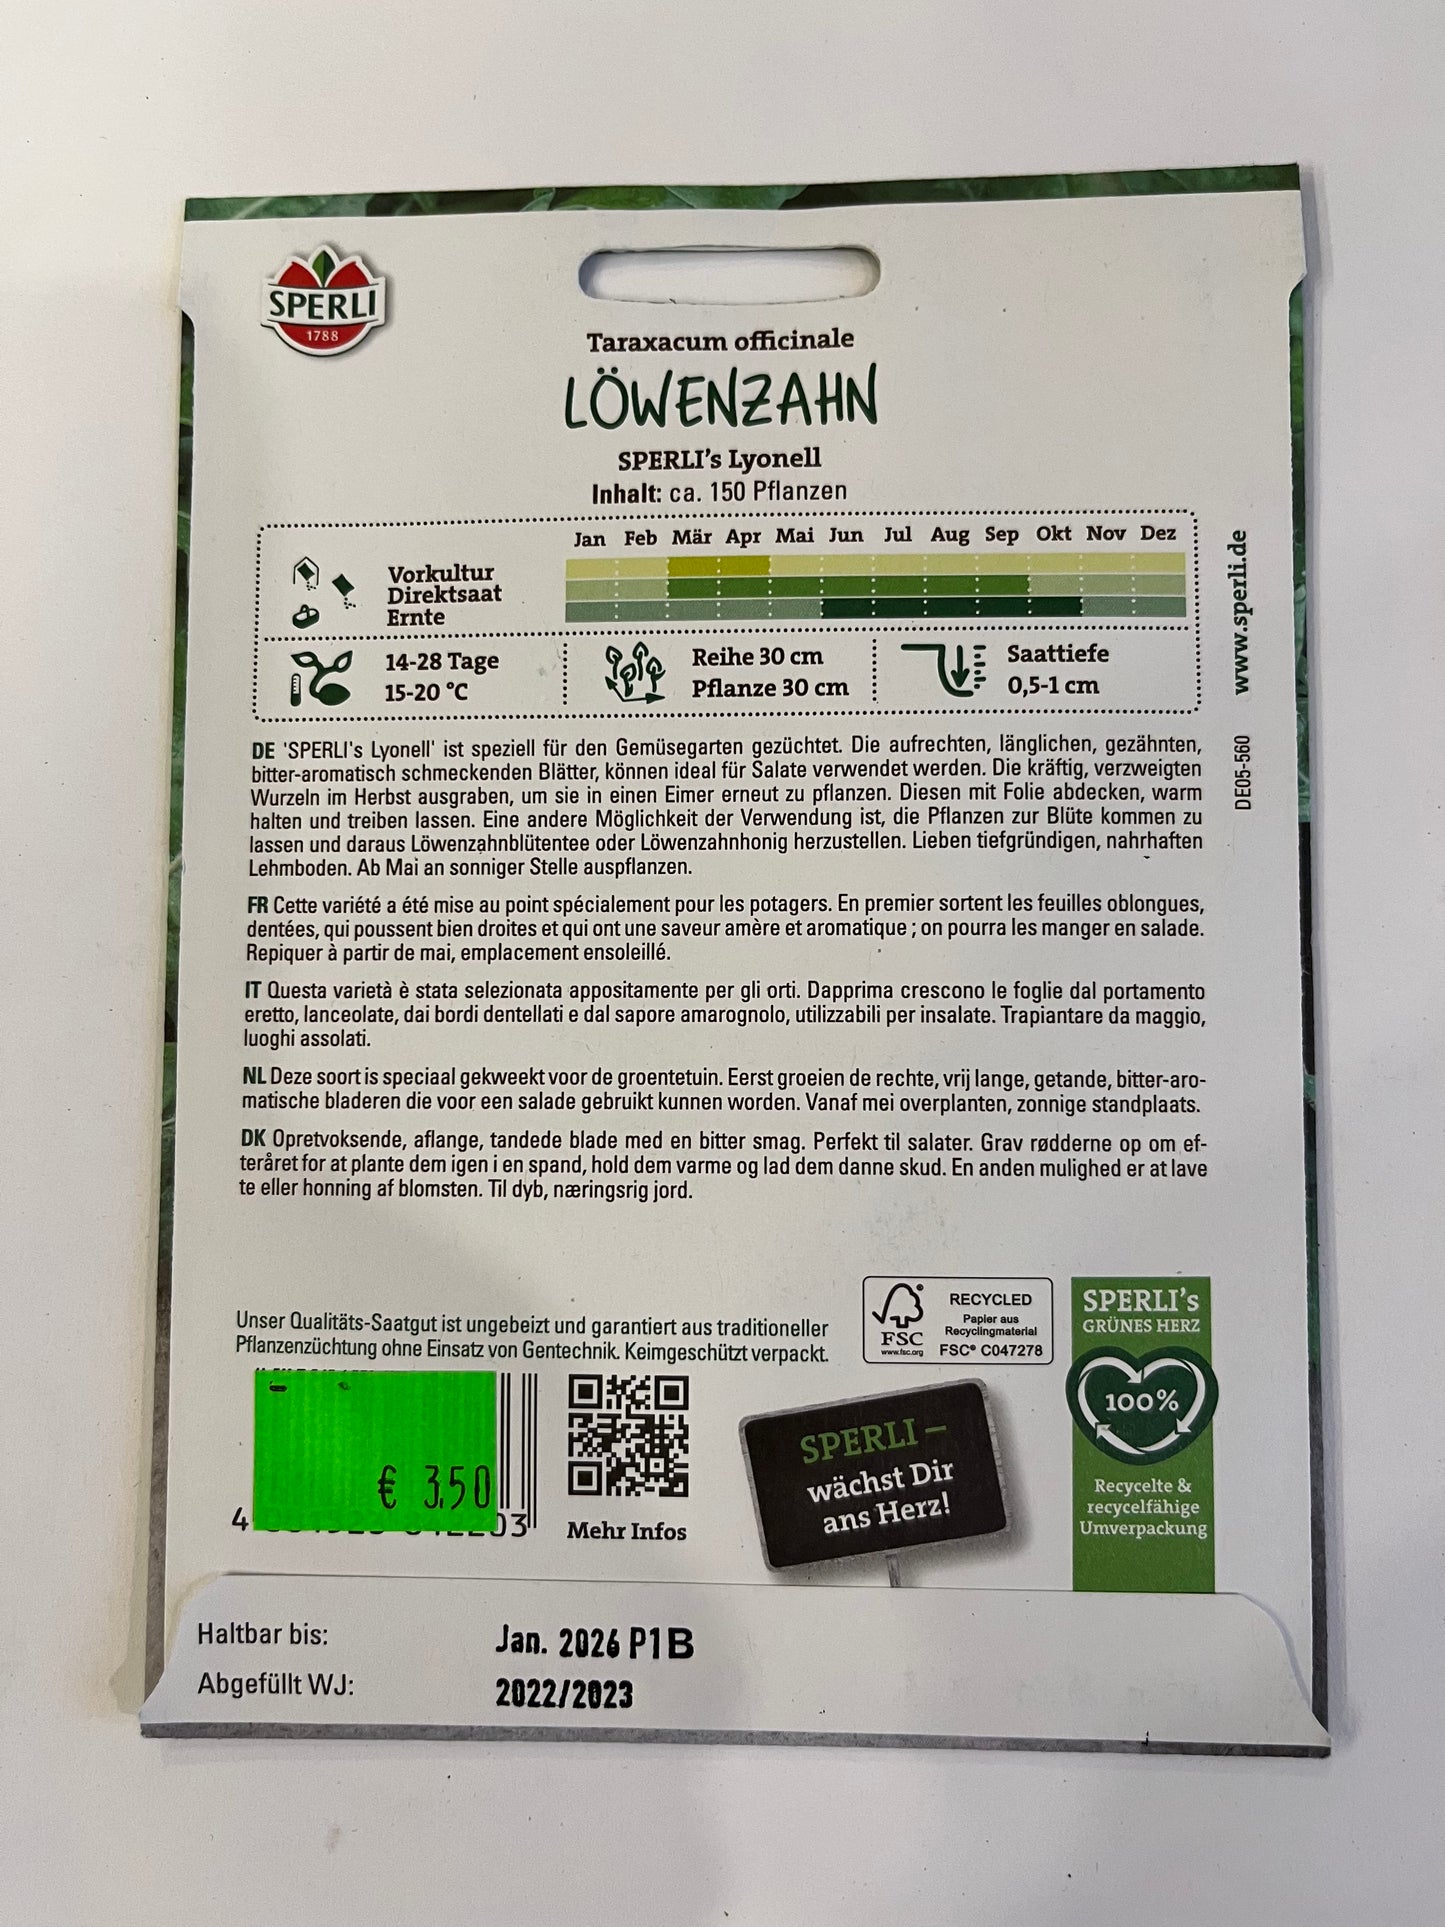 SPERLI
1788
Taraxacum officinale
LÖWENZAHN
SPERLI's Lyonell
Inhalt: ca. 150 Pflanzen
Jan Feb Mär Apr Mai Jun Jul Aug Sep Okt Nov Dez
Vorkultur
Direktsaat
Ernte
14-28 Tage
15-20 °C
Reihe 30 cm
Pflanze 30 cm
Saattiefe
0,5-1 cm
www.sperli.de
DE05-560
DE 'SPERLI's Lyonell' ist speziell für den Gemüsegarten gezüchtet. Die aufrechten, länglichen, gezähnten,
bitter-aromatisch schmeckenden Blätter, können ideal für Salate verwendet werden. Die kräftig, verzweigten
Wurzeln im Herbst ausgraben, um sie in einen Eimer erneut zu pflanzen. Diesen mit Folie abdecken, warm
halten und treiben lassen. Eine andere Möglichkeit der Verwendung ist, die Pflanzen zur Blüte kommen zu
lassen und daraus Löwenzahnblütentee oder Löwenzahnhonig herzustellen. Lieben tiefgründigen, nahrhaften
Lehmboden. Ab Mai an sonniger Stelle auspflanzen.
FR Cette variété a été mise au point spécialement pour les potagers. En premier sortent les feuilles oblongues,
dentées, qui poussent bien droites et qui ont une saveur amère et aromatique ; on pourra les manger en salade.
Repiquer à partir de mai, emplacement ensoleillé.
IT Questa varietà è stata selezionata appositamente per gli orti. Dapprima crescono le foglie dal portamento
eretto, lanceolate, dai bordi dentellati e dal sapore amarognolo, utilizzabili per insalate. Trapiantare da maggio,
luoghi assolati.
NL Deze soort is speciaal gekweekt voor de groentetuin. Eerst groeien de rechte, vrij lange, getande, bitter-aro-
matische bladeren die voor een salade gebruikt kunnen worden. Vanaf mei overplanten, zonnige standplaats.
DK Opretvoksende, aflange, tandede blade med en bitter smag. Perfekt til salater. Grav rødderne op om ef-
teråret for at plante dem igen i en spand, hold dem varme og lad dem danne skud. En anden mulighed er at lave
te eller honning af blomsten. Til dyb, næringsrig jord.
Unser Qualitäts-Saatgut ist ungebeizt und garantiert aus traditioneller
Pflanzenzüchtung ohne Einsatz von Gentechnik. Keimgeschützt verpackt.
FSC
www.fsc.org
RECYCLED
Papier aus
Recyclingmaterial
FSC® C047278
SPERLI's
GRÜNES HERZ
100%
Recycelte &
recycelfähige
Umverpackung
€ 3,50
4
Mehr Infos
SPERLI –
wächst Dir
ans Herz!
Haltbar bis: Jan. 2026 P1B
Abgefüllt WJ: 2022/2023